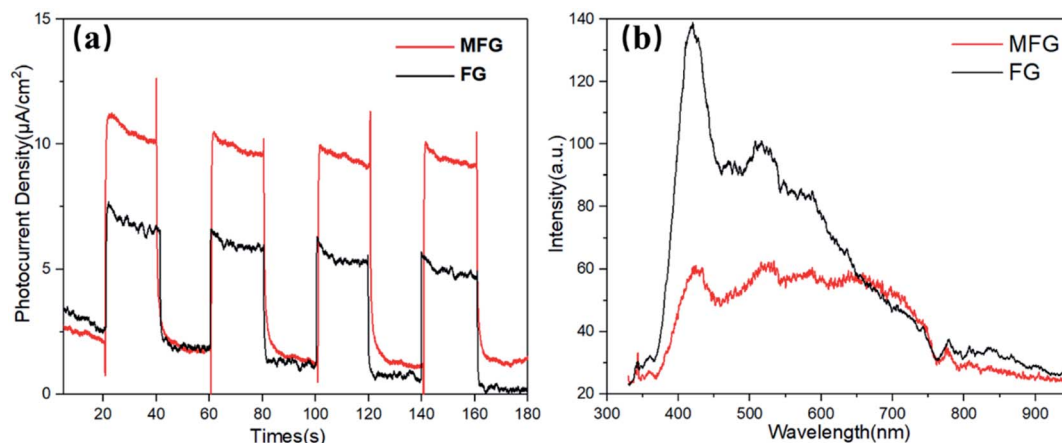 (a)
MFG
FG
Photocurrent Density(μA/cm²)
15
10
5
0
20 40 60 80 100 120 140 160 180
Times(s)
(b)
MFG
FG
Intensity(a.u.)
140
120
100
80
60
40
20
300 400 500 600 700 800 900
Wavelength(nm)